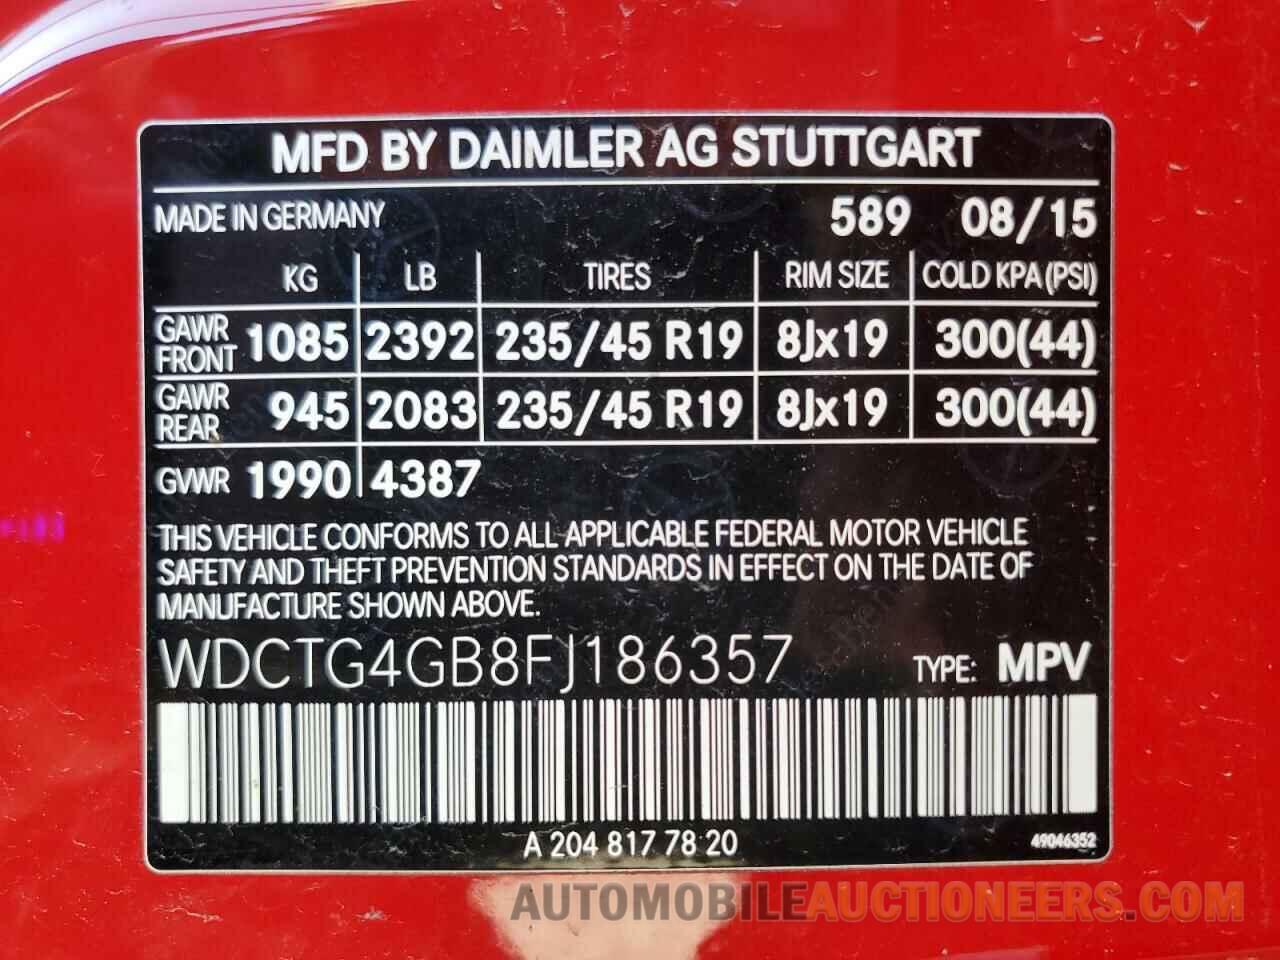 MFD BY DAIMLER AG STUTTGART
MADE IN GERMANY 589 08/15
KG LB TIRES RIM SIZE COLD KPA (PSI)
GAWR FRONT 1085 2392 235/45 R19 8Jx19 300(44)
GAWR REAR 945 2083 235/45 R19 8Jx19 300(44)
GVWR 1990 4387
THIS VEHICLE CONFORMS TO ALL APPLICABLE FEDERAL MOTOR VEHICLE
SAFETY AND THEFT PREVENTION STANDARDS IN EFFECT ON THE DATE OF
MANUFACTURE SHOWN ABOVE.
WDCTG4GB8FJ186357 TYPE: MPV
A 204 817 78 20 49046352
AUTOMOBILEAUCTIONEERS.COM